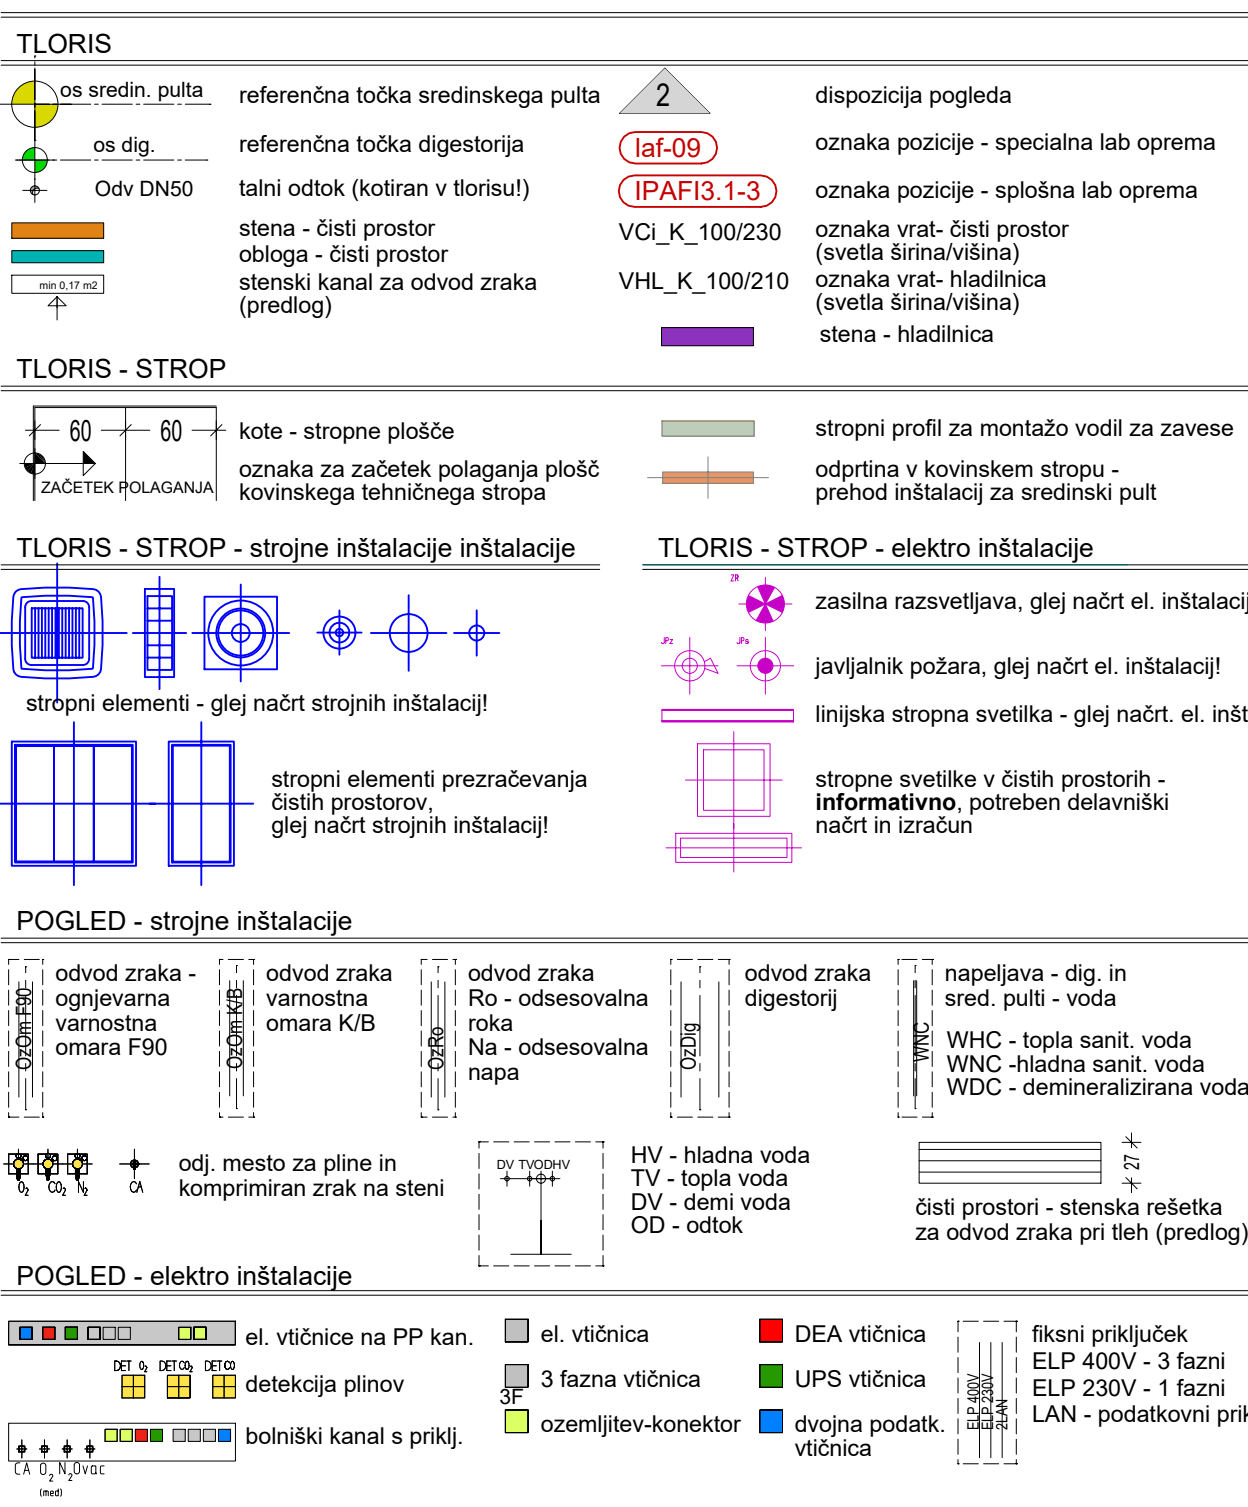 TLORIS
os sredin. pulta
referenčna točka sredinskega pulta
2
dispozicija pogleda
os dig.
referenčna točka digestorija
laf-09
oznaka pozicije - specialna lab oprema
Odv DN50
talni odtok (kotiran v tlorisu!)
IPAFI3.1-3
oznaka pozicije - splošna lab oprema
stena - čisti prostor
VCi_K_100/230
oznaka vrat- čisti prostor
(svetla širina/višina)
obloga - čisti prostor
min 0,17 m2
stenski kanal za odvod zraka
(predlog)
VHL_K_100/210
oznaka vrat- hladilnica
(svetla širina/višina)
stena - hladilnica
TLORIS - STROP
60
60
kote - stropne plošče
stropni profil za montažo vodil za zavese
ZAČETEK POLAGANJA
oznaka za začetek polaganja plošč
kovinskega tehničnega stropa
odprtina v kovinskem stropu -
prehod inštalacij za sredinski pult
TLORIS - STROP - strojne inštalacije inštalacije
TLORIS - STROP - elektro inštalacije
ZR
zasilna razsvetljava, glej načrt el. inštalacij
JPz
JPs
javljalnik požara, glej načrt el. inštalacij!
stropni elementi - glej načrt strojnih inštalacij!
linijska stropna svetilka - glej načrt. el. inšt
stropni elementi prezračevanja
čistih prostorov,
glej načrt strojnih inštalacij!
stropne svetilke v čistih prostorih -
informativno, potreben delavniški
načrt in izračun
POGLED - strojne inštalacije
OzOm F90
odvod zraka -
ognjevarna
varnostna
omara F90
OzOm K/B
odvod zraka
varnostna
omara K/B
OzRo
odvod zraka
Ro - odsesovalna
roka
Na - odsesovalna
napa
OzDig
odvod zraka
digestorij
WNC
napeljava - dig. in
sred. pulti - voda
WHC - topla sanit. voda
WNC -hladna sanit. voda
WDC - demineralizirana voda
O2
CO2
N2
CA
odj. mesto za pline in
komprimiran zrak na steni
DV TVODHV
HV - hladna voda
TV - topla voda
DV - demi voda
OD - odtok
27
čisti prostori - stenska rešetka
za odvod zraka pri tleh (predlog)
POGLED - elektro inštalacije
el. vtičnice na PP kan.
DET O2
DET CO2
DET CO
detekcija plinov
bolniški kanal s priklj.
CA O2 N2O vac
(med)
el. vtičnica
3 fazna vtičnica
3F
ozemljitev-konektor
DEA vtičnica
UPS vtičnica
dvojna podatk.
vtičnica
ELP 400V
ELP 230V
2LAN
fiksni priključek
ELP 400V - 3 fazni
ELP 230V - 1 fazni
LAN - podatkovni prik